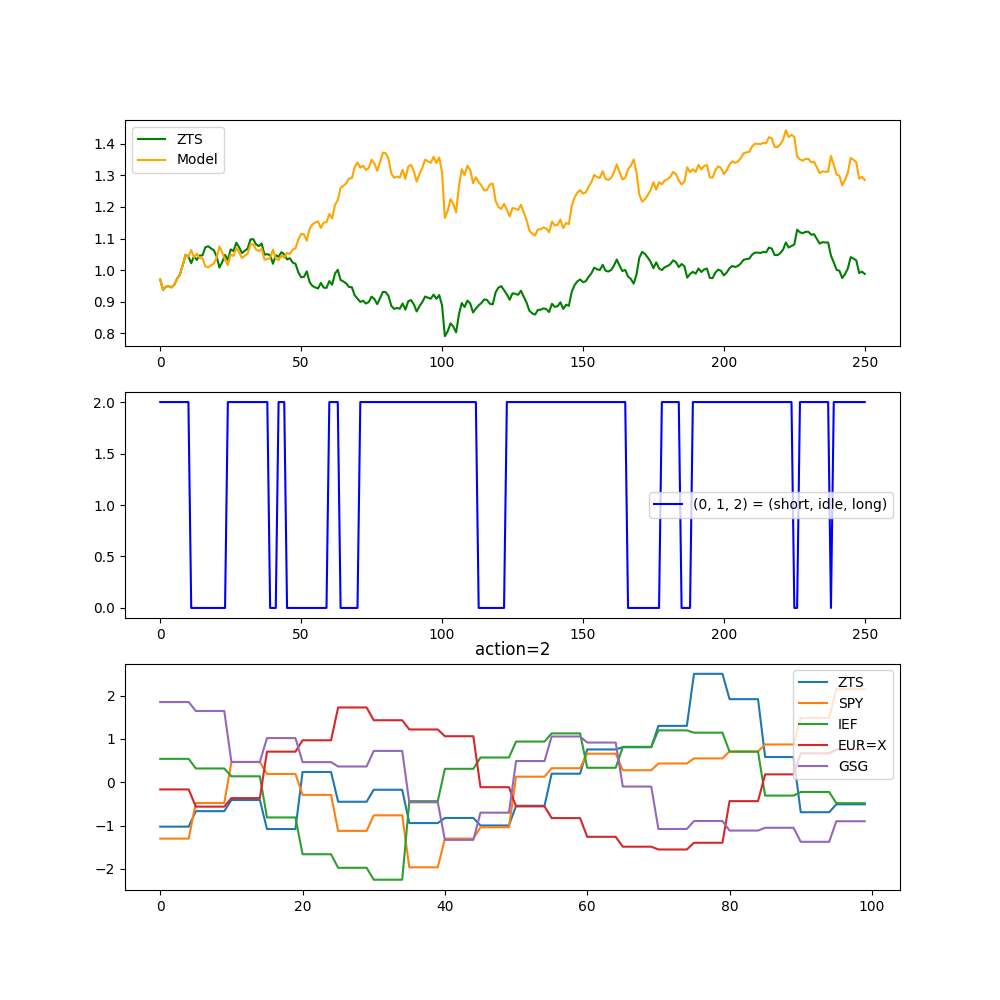 ZTS
Model
1.4
1.3
1.2
1.1
1.0
0.9
0.8
0 50 100 150 200 250
2.0
1.5
1.0
0.5
0.0
(0, 1, 2) = (short, idle, long)
0 50 100 150 200 250
action=2
ZTS
SPY
IEF
EUR=X
GSG
2
1
0
−1
−2
0 20 40 60 80 100